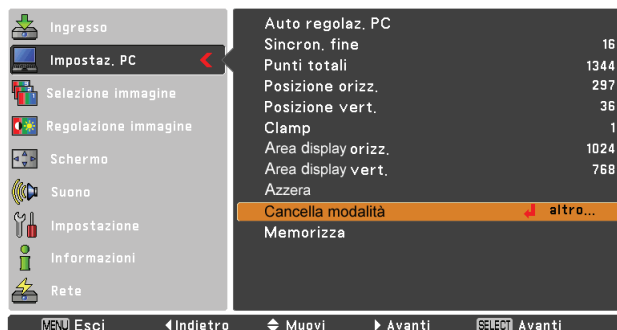 Ingresso
Impostaz. PC
Selezione immagine
Regolazione immagine
Schermo
Suono
Impostazione
Informazioni
Rete
Auto regolaz. PC
Sincron. fine 16
Punti totali 1344
Posizione orizz. 297
Posizione vert. 36
Clamp 1
Area display orizz. 1024
Area display vert. 768
Azzera
Cancella modalità altro...
Memorizza
MENU Esci Indietro Muovi Avanti SELECT Avanti